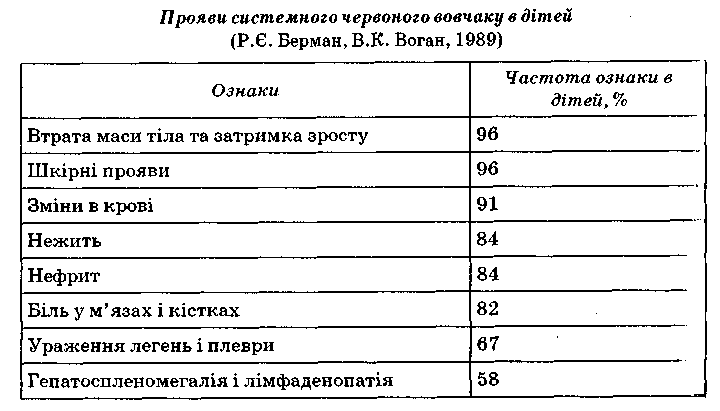 Прояви системного червоного вовчаку в дітей
(Р.Є. Берман, В.К. Воган, 1989)
Ознаки
Частота ознаки в
дітей, %
Втрата маси тіла та затримка зросту 96
Шкірні прояви 96
Зміни в крові 91
Нежить 84
Нефрит 84
Біль у м’язах і кістках 82
Ураження легень і плеври 67
Гепатоспленомегалія і лімфаденопатія 58